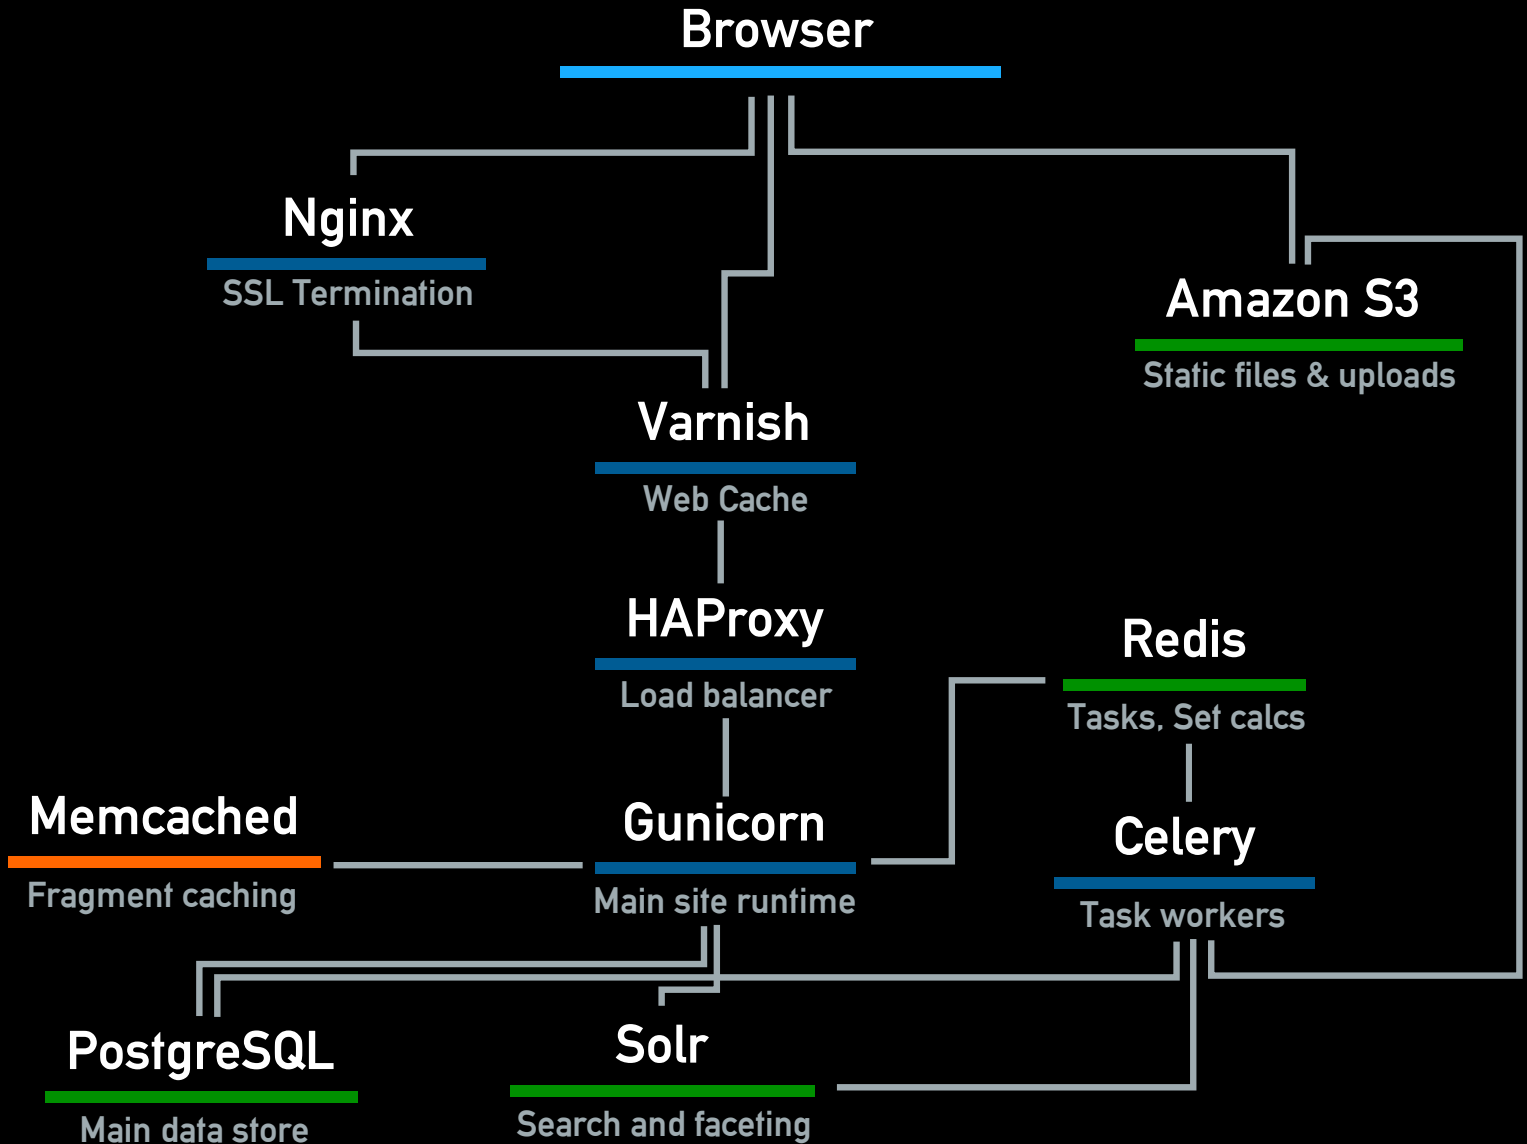 Browser
Nginx
SSL Termination
Amazon S3
Static files & uploads
Varnish
Web Cache
HAProxy
Load balancer
Redis
Tasks, Set calcs
Memcached
Fragment caching
Gunicorn
Main site runtime
Celery
Task workers
PostgreSQL
Main data store
Solr
Search and faceting